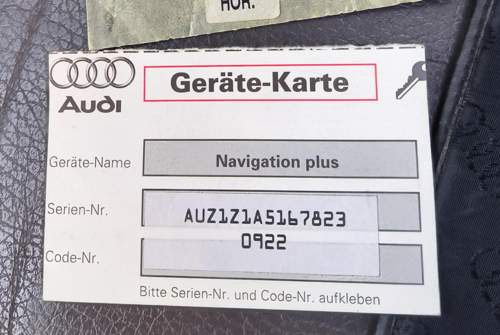 HÖR.
Audi
Geräte-Karte
Geräte-Name
Navigation plus
Serien-Nr.
AUZ1Z1A5167823
0922
Code-Nr.
Bitte Serien-Nr. und Code-Nr. aufkleben